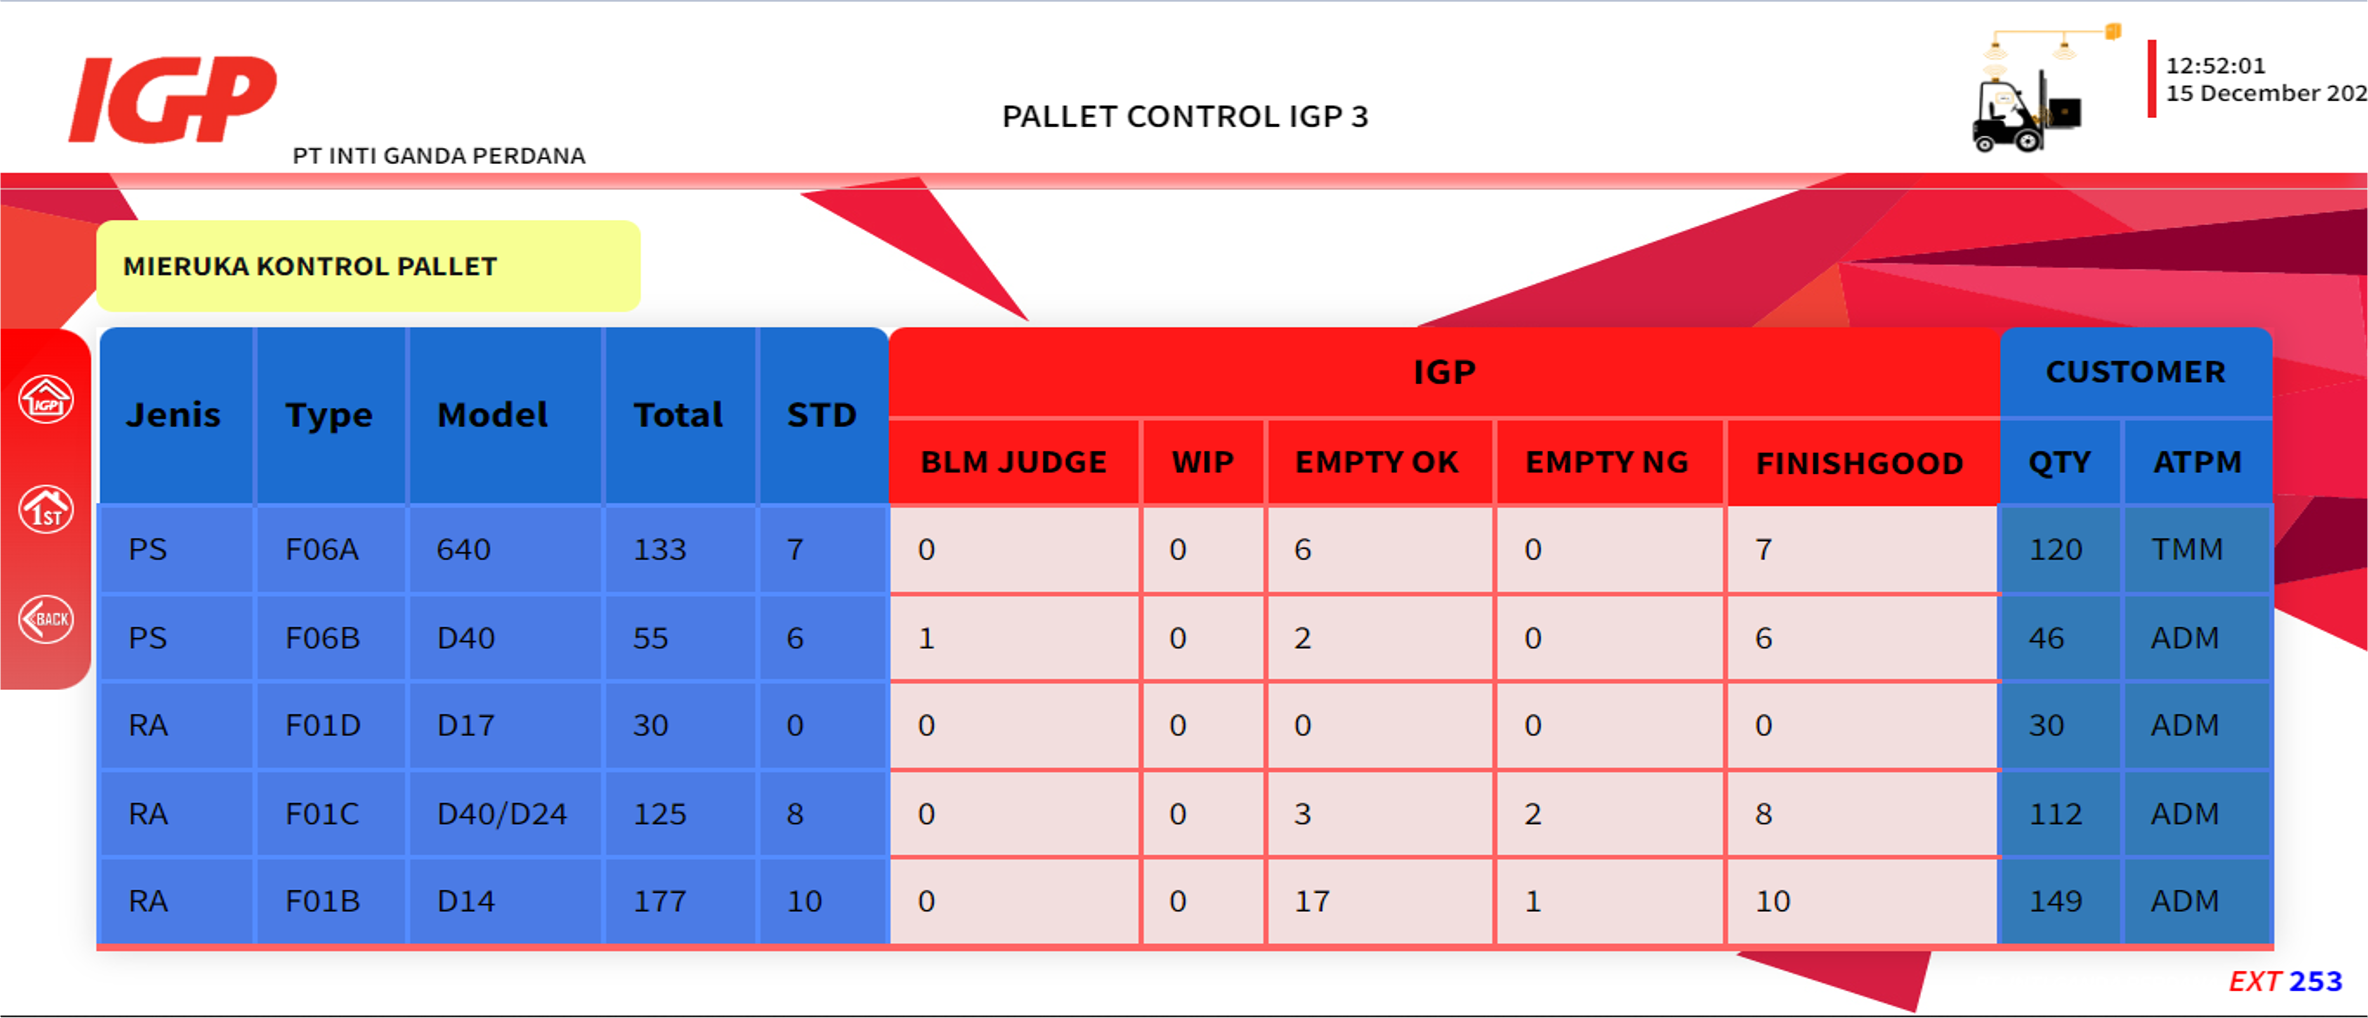 IGP
PT INTI GANDA PERDANA
PALLET CONTROL IGP 3
12:52:01
15 December 202
MIERUKA KONTROL PALLET
IGP
1ST
BACK
Jenis Type Model Total STD IGP CUSTOMER
BLM JUDGE WIP EMPTY OK EMPTY NG FINISHGOOD QTY ATPM
PS F06A 640 133 7 0 0 6 0 7 120 TMM
PS F06B D40 55 6 1 0 2 0 6 46 ADM
RA F01D D17 30 0 0 0 0 0 0 30 ADM
RA F01C D40/D24 125 8 0 0 3 2 8 112 ADM
RA F01B D14 177 10 0 0 17 1 10 149 ADM
EXT 253